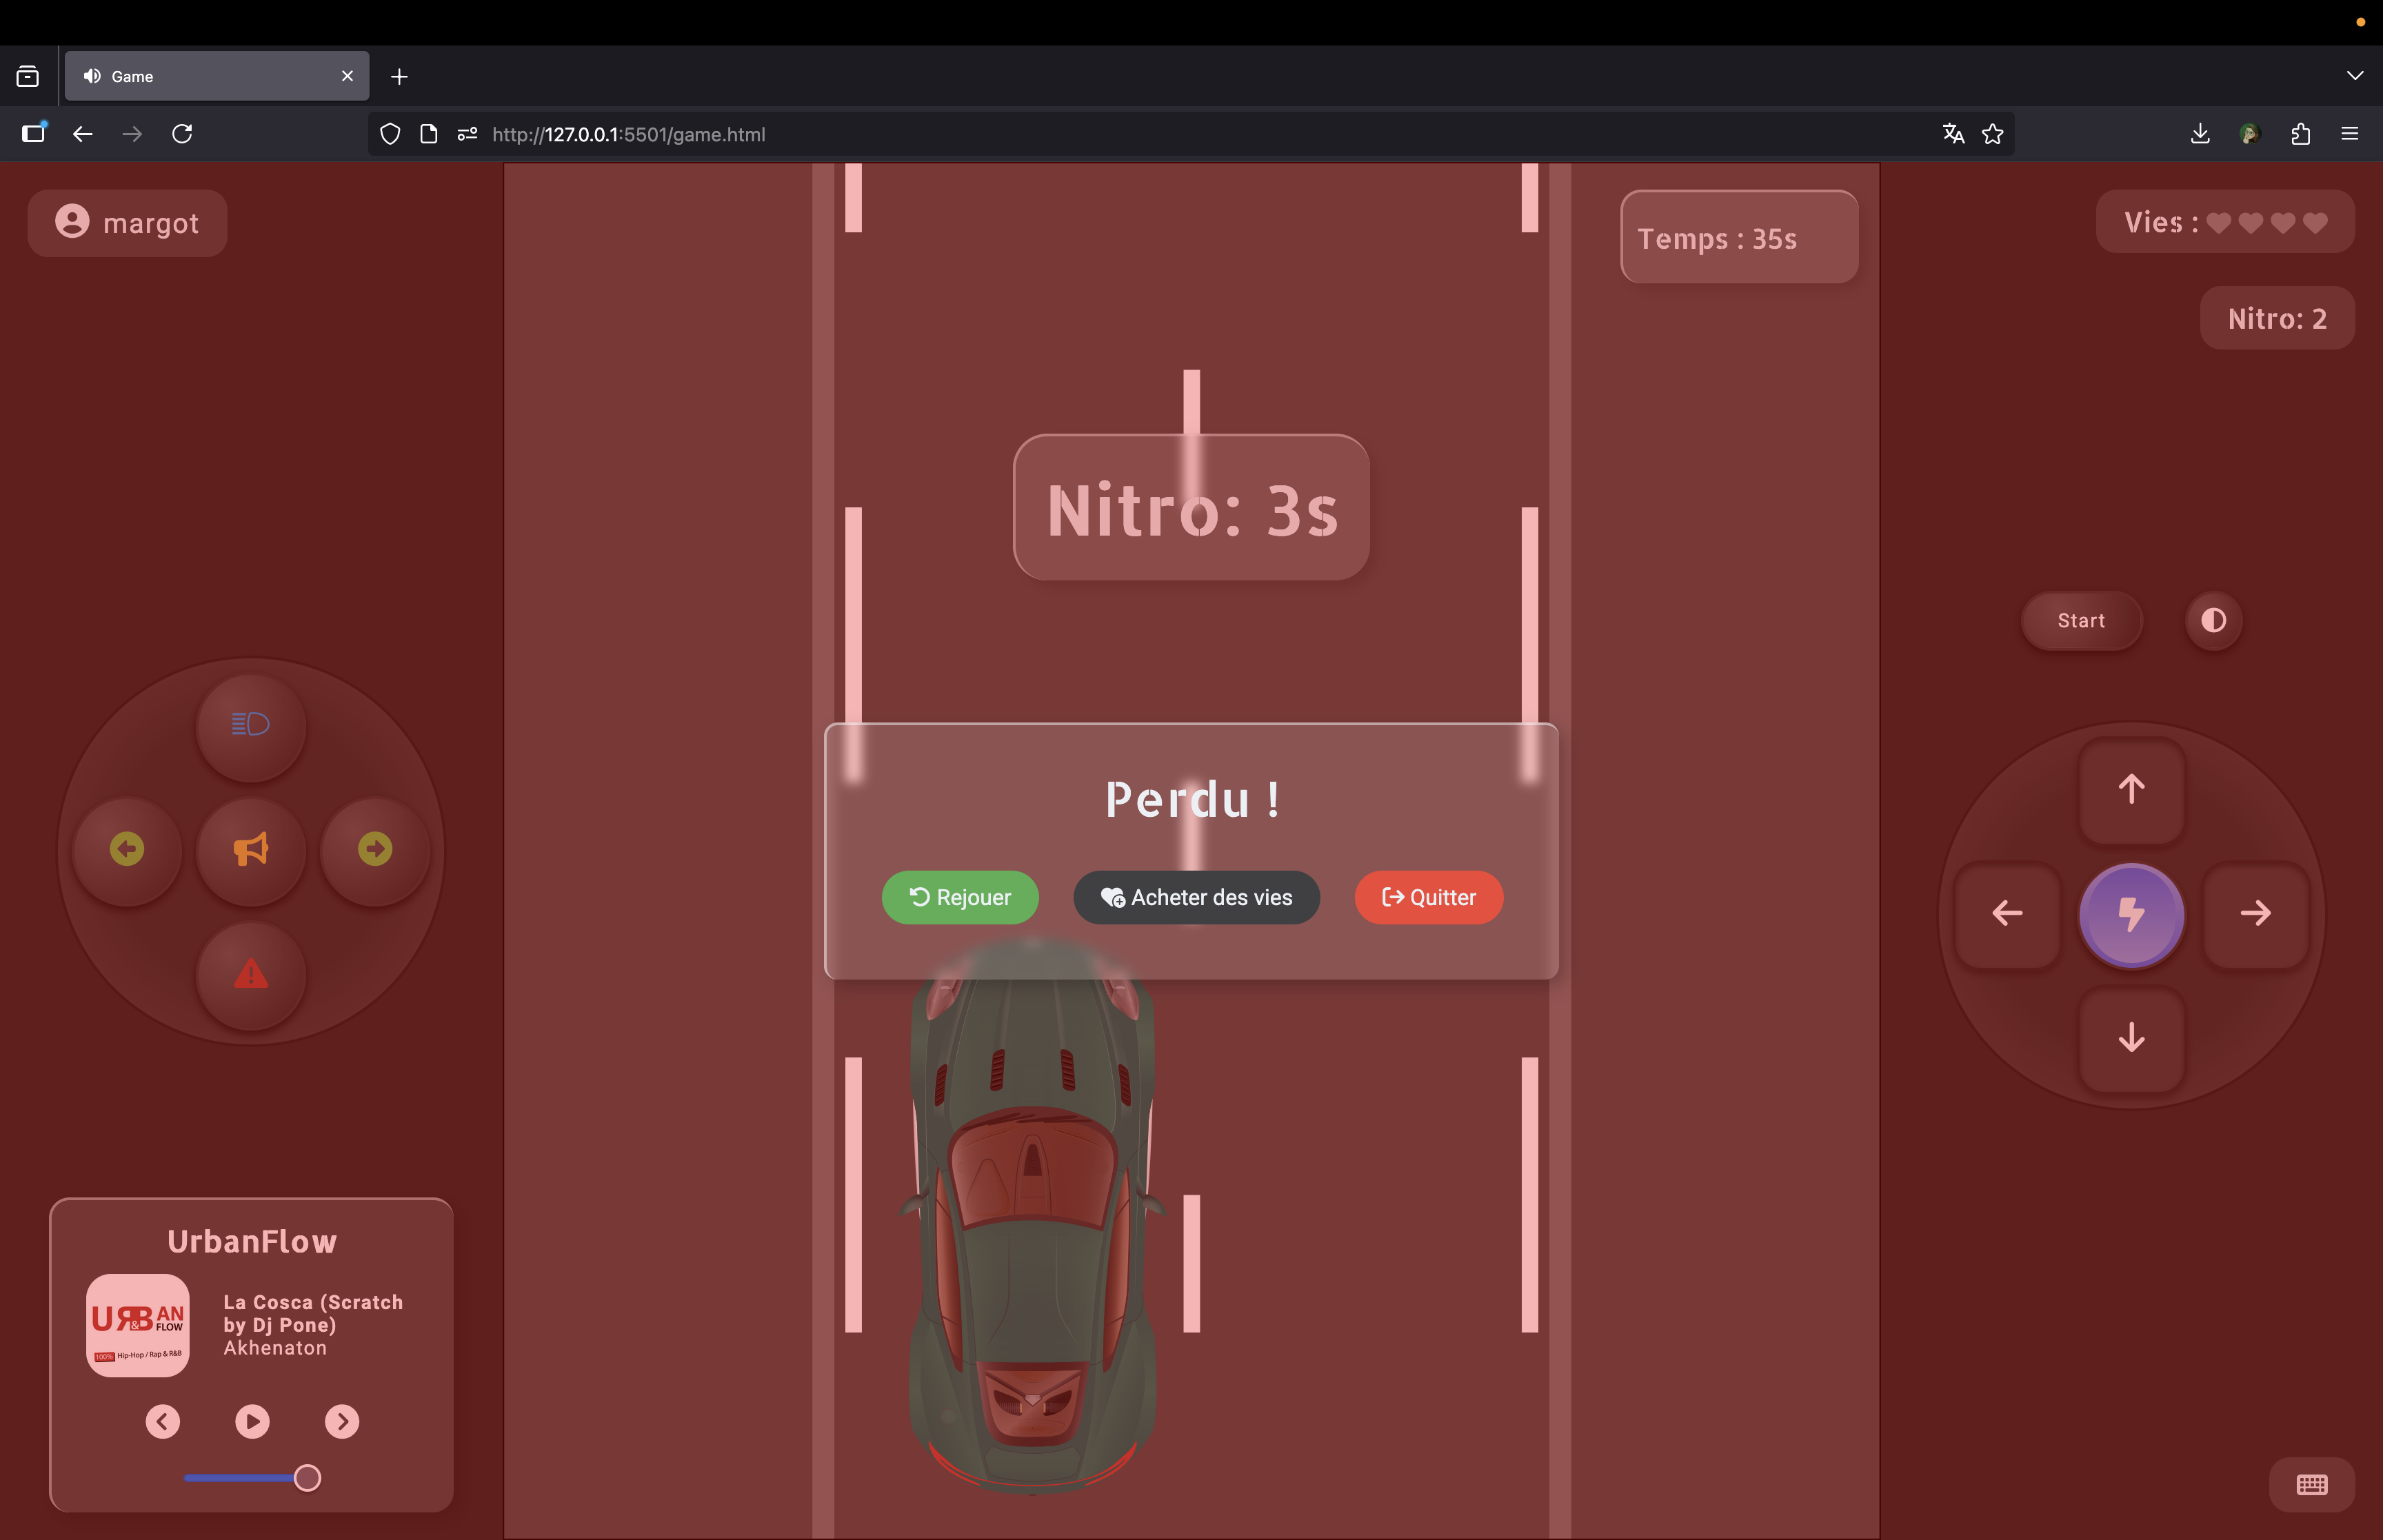 Game
http://127.0.0.1:5501/game.html
margot
Temps : 35s
Vies :
Nitro: 2
Nitro: 3s
Start
Perdu !
Rejouer
Acheter des vies
Quitter
UrbanFlow
URBAN
&
FLOW
100% Hip-Hop / Rap & R&B
La Cosca (Scratch
by Dj Pone)
Akhenaton